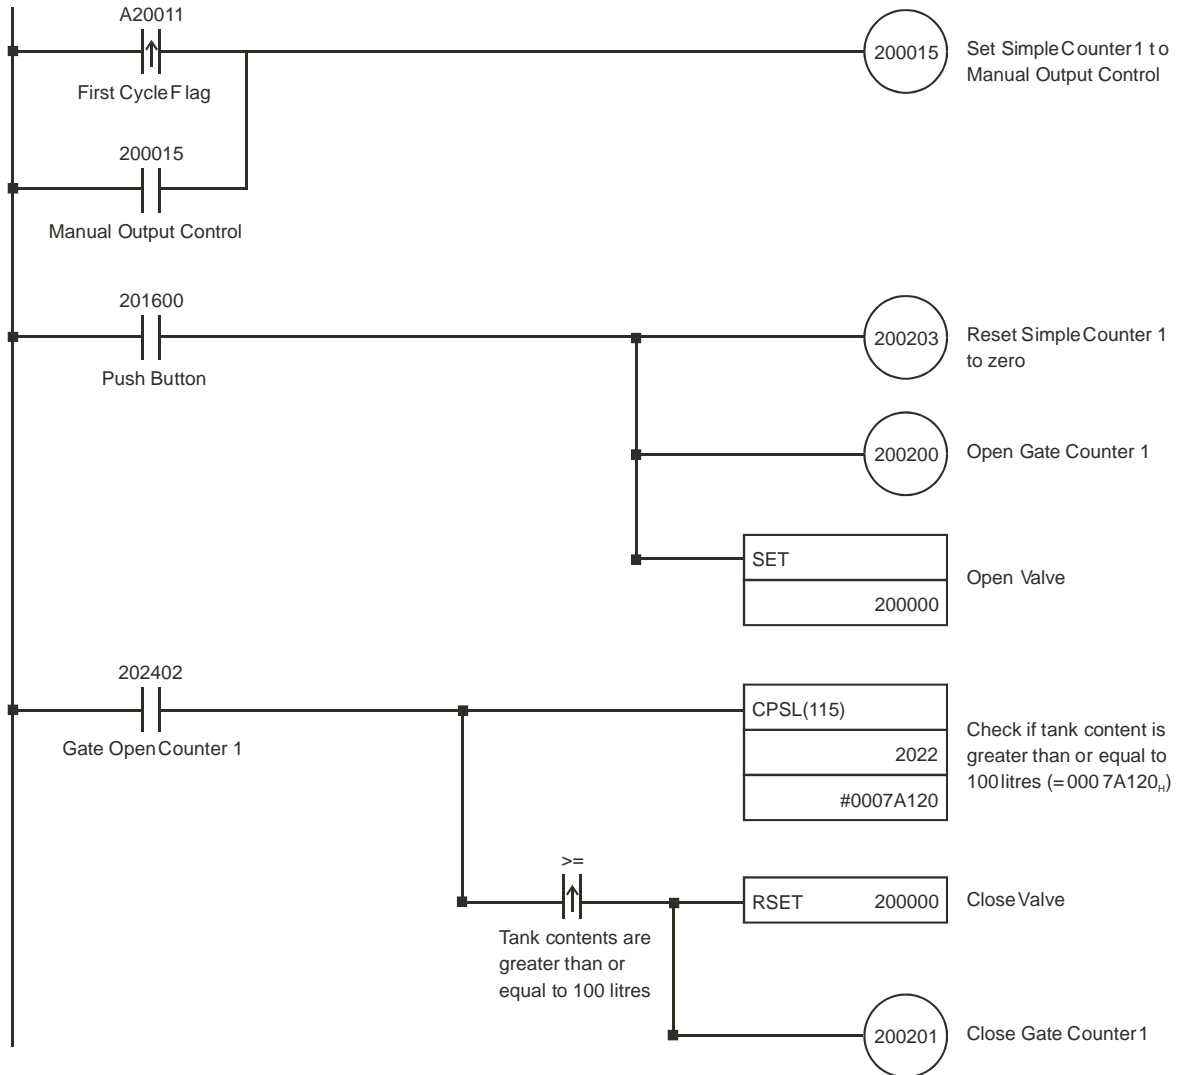 A20011
200015
Set Simple Counter 1 to
Manual Output Control
First Cycle Flag
200015
Manual Output Control
201600
200203
Reset Simple Counter 1
to zero
Push Button
200200
Open Gate Counter 1
SET
200000
Open Valve
202402
Gate Open Counter 1
CPSL(115)
2022
#0007A120
Check if tank content is
greater than or equal to
100 litres (= 000 7A120H)
>=
RSET 200000
Close Valve
Tank contents are
greater than or
equal to 100 litres
200201
Close Gate Counter 1